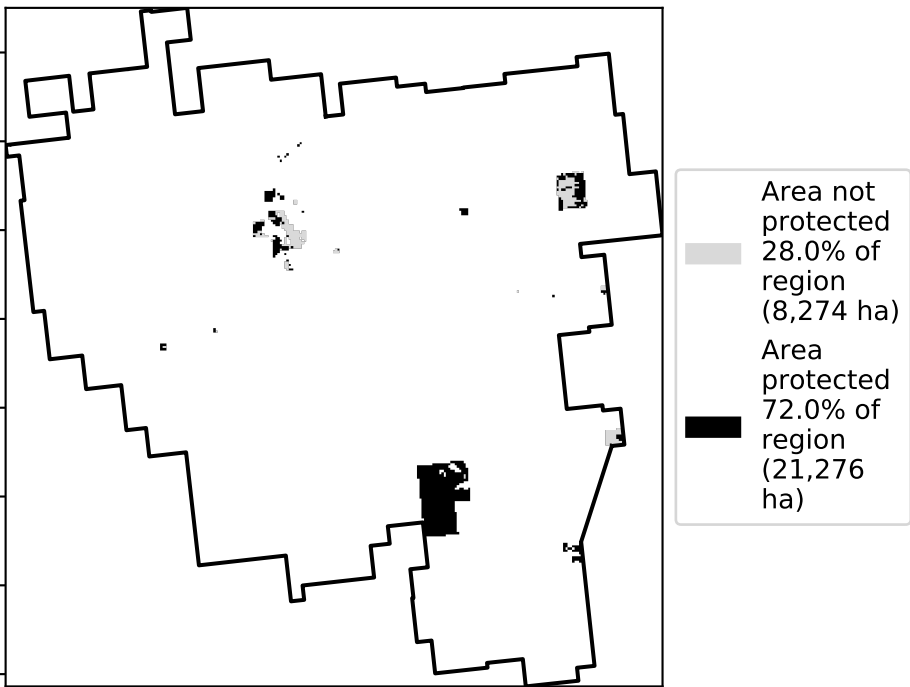 Area not
protected
28.0% of
region
(8,274 ha)
Area
protected
72.0% of
region
(21,276
ha)